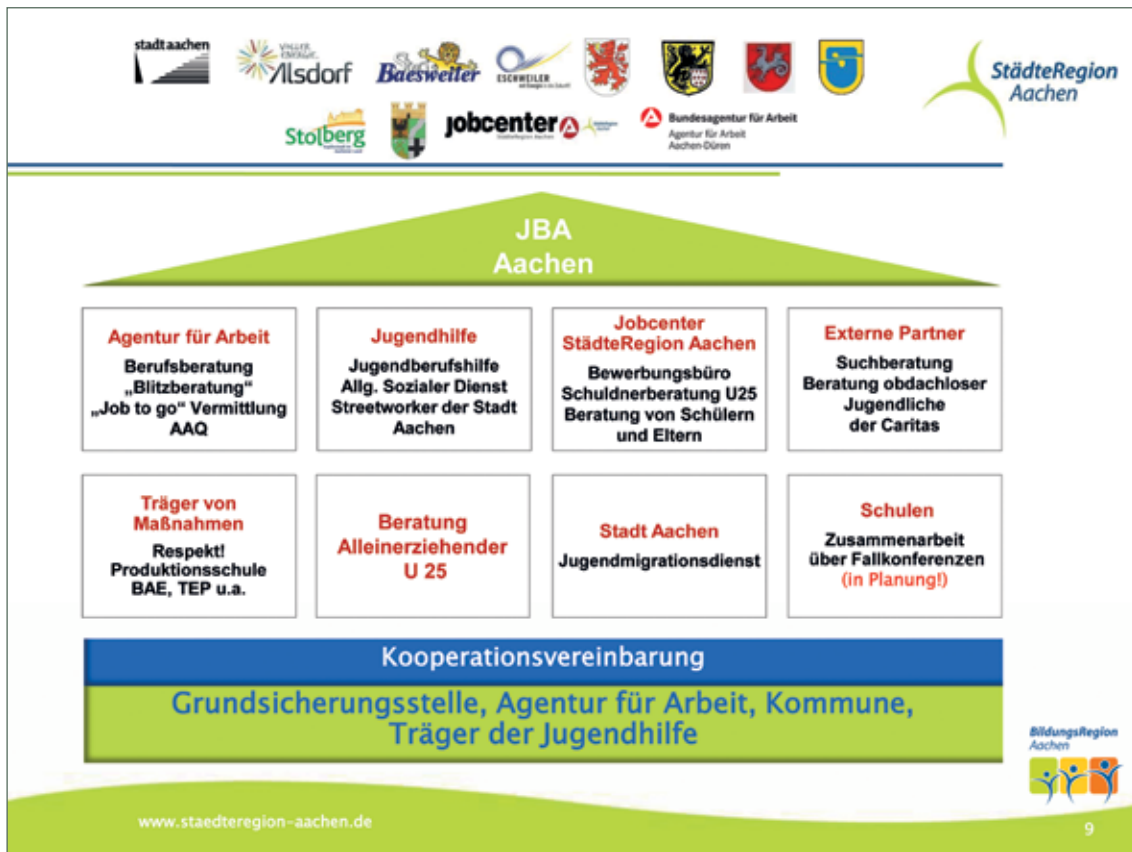 stadt aachen
VOLLER
ENERGIE.
Alsdorf
Baesweiler
ESCHWEILER
StädteRegion
Aachen
Stolberg
jobcenter
StädteRegion Aachen
Bundesagentur für Arbeit
Agentur für Arbeit
Aachen-Düren
JBA
Aachen
Agentur für Arbeit
Berufsberatung
„Blitzberatung“
„Job to go“ Vermittlung
AAQ
Jugendhilfe
Jugendberufshilfe
Allg. Sozialer Dienst
Streetworker der Stadt
Aachen
Jobcenter
StädteRegion Aachen
Bewerbungsbüro
Schuldnerberatung U25
Beratung von Schülern
und Eltern
Externe Partner
Suchberatung
Beratung obdachloser
Jugendliche
der Caritas
Träger von
Maßnahmen
Respekt!
Produktionsschule
BAE, TEP u.a.
Beratung
Alleinerziehender
U 25
Stadt Aachen
Jugendmigrationsdienst
Schulen
Zusammenarbeit
über Fallkonferenzen
(in Planung!)
Kooperationsvereinbarung
Grundsicherungsstelle, Agentur für Arbeit, Kommune,
Träger der Jugendhilfe
BildungsRegion
Aachen
www.staedteregion-aachen.de
9